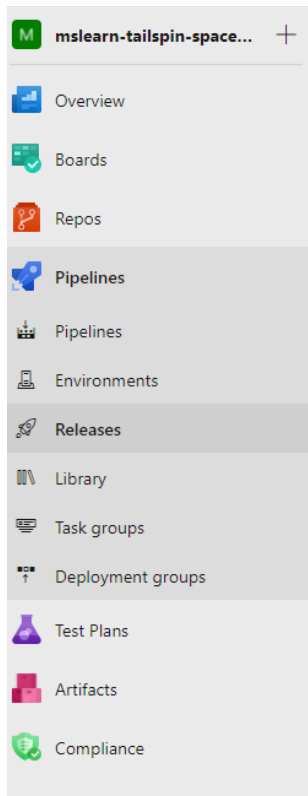 M mslearn-tailspin-space... +
Overview
Boards
Repos
Pipelines
Pipelines
Environments
Releases
Library
Task groups
Deployment groups
Test Plans
Artifacts
Compliance